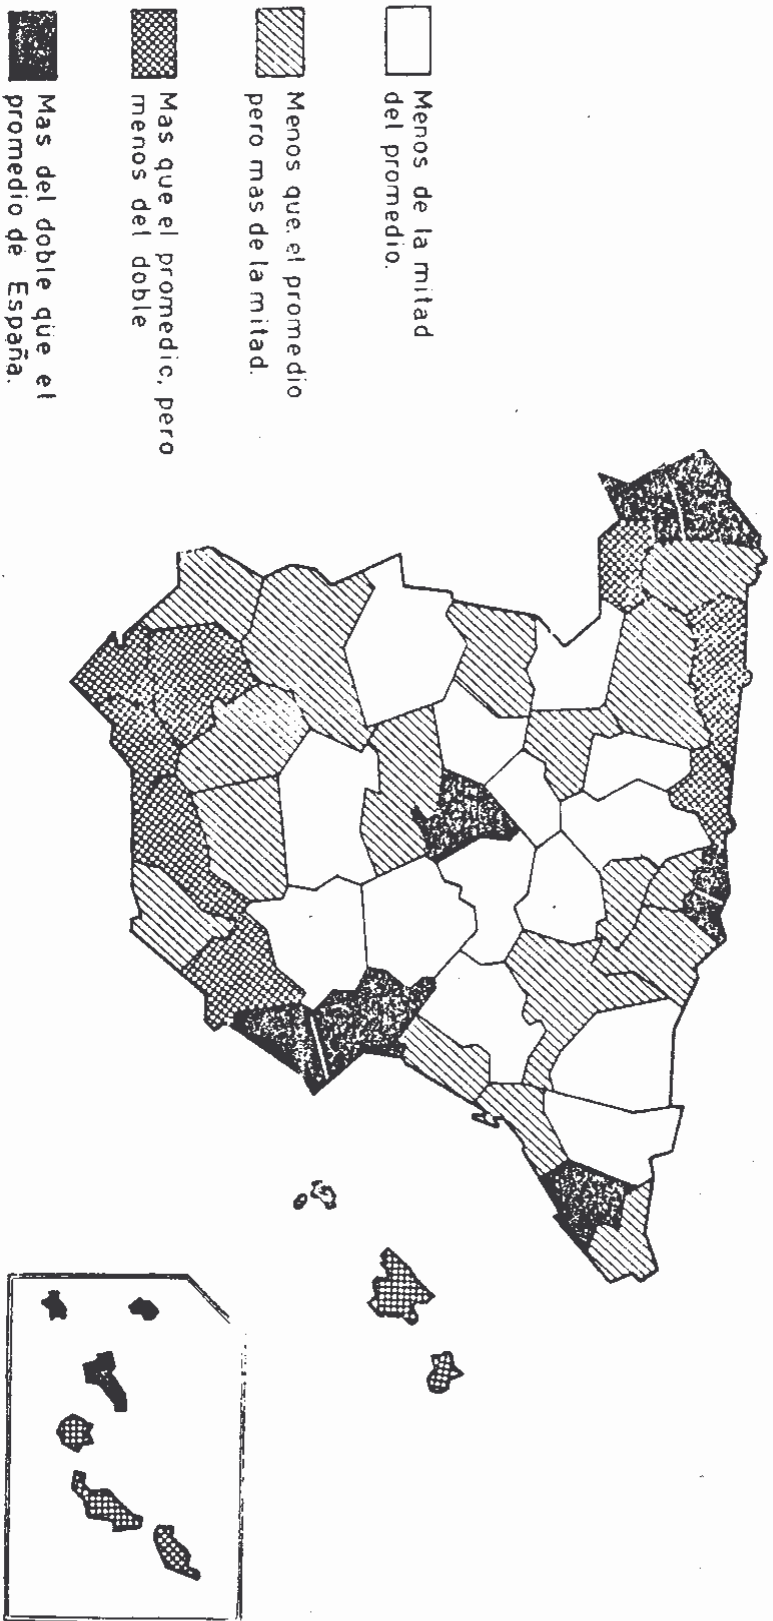 Menos de la mitad
del promedio.
Menos que el promedio
pero mas de la mitad.
Mas que el promedic, pero
menos del doble
Mas del doble que el
promedio de España.